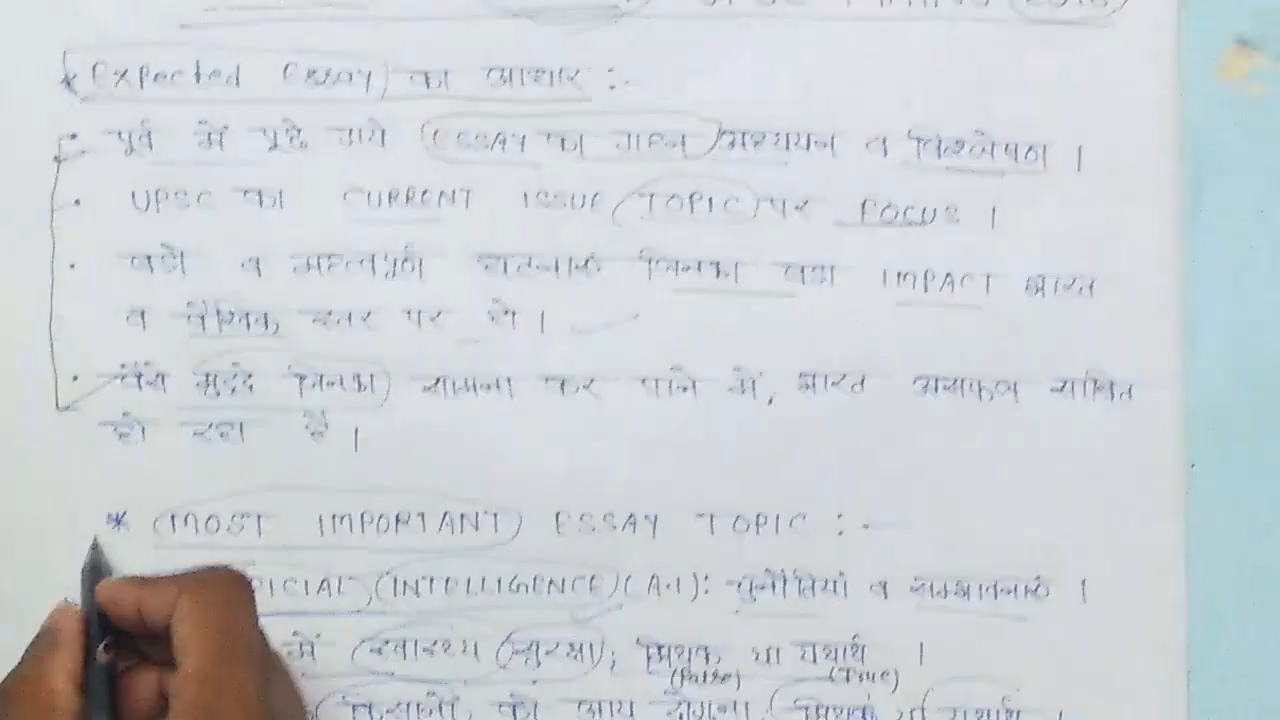 * Expected Essay का आधार :-
• पूर्व में पूछे गये ESSAY का गहन अध्ययन व विश्लेषण ।
• UPSC का CURRENT ISSUE TOPIC पर FOCUS ।
• बड़ी व महत्वपूर्ण घटनाएं जिनका बड़ा IMPACT भारत
व वैश्विक स्तर पर हो ।
• ऐसे मुद्दे जिनका सामना कर पाने में, भारत असफल साबित
हो रहा है ।
* (MOST IMPORTANT) ESSAY TOPIC :-
INTELLIGENCE (A.I): चुनौतियां व सम्भावनाएं ।
में स्वास्थ्य सुरक्षा; मिथक या यथार्थ ।
(False) (True)
किसानों की आय दोगुना मिथक या यथार्थ ।